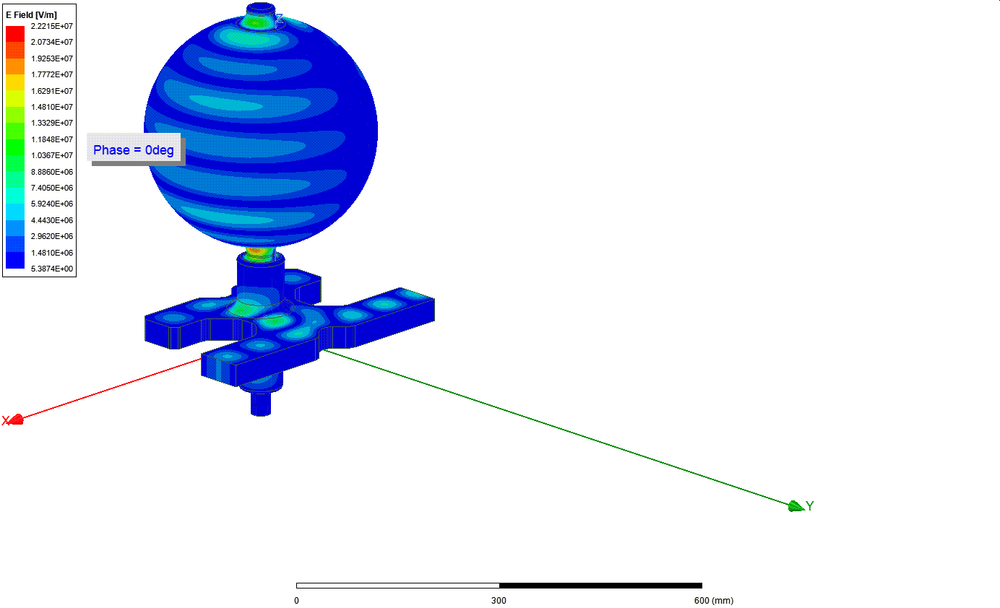 E Field [V/m]
2.2215E+07
2.0734E+07
1.9253E+07
1.7772E+07
1.6291E+07
1.4810E+07
1.3329E+07
1.1848E+07
1.0367E+07
8.8860E+06
7.4050E+06
5.9240E+06
4.4430E+06
2.9620E+06
1.4810E+06
5.3874E+00
Z
Phase = 0deg
X
Y
0 300 600 (mm)